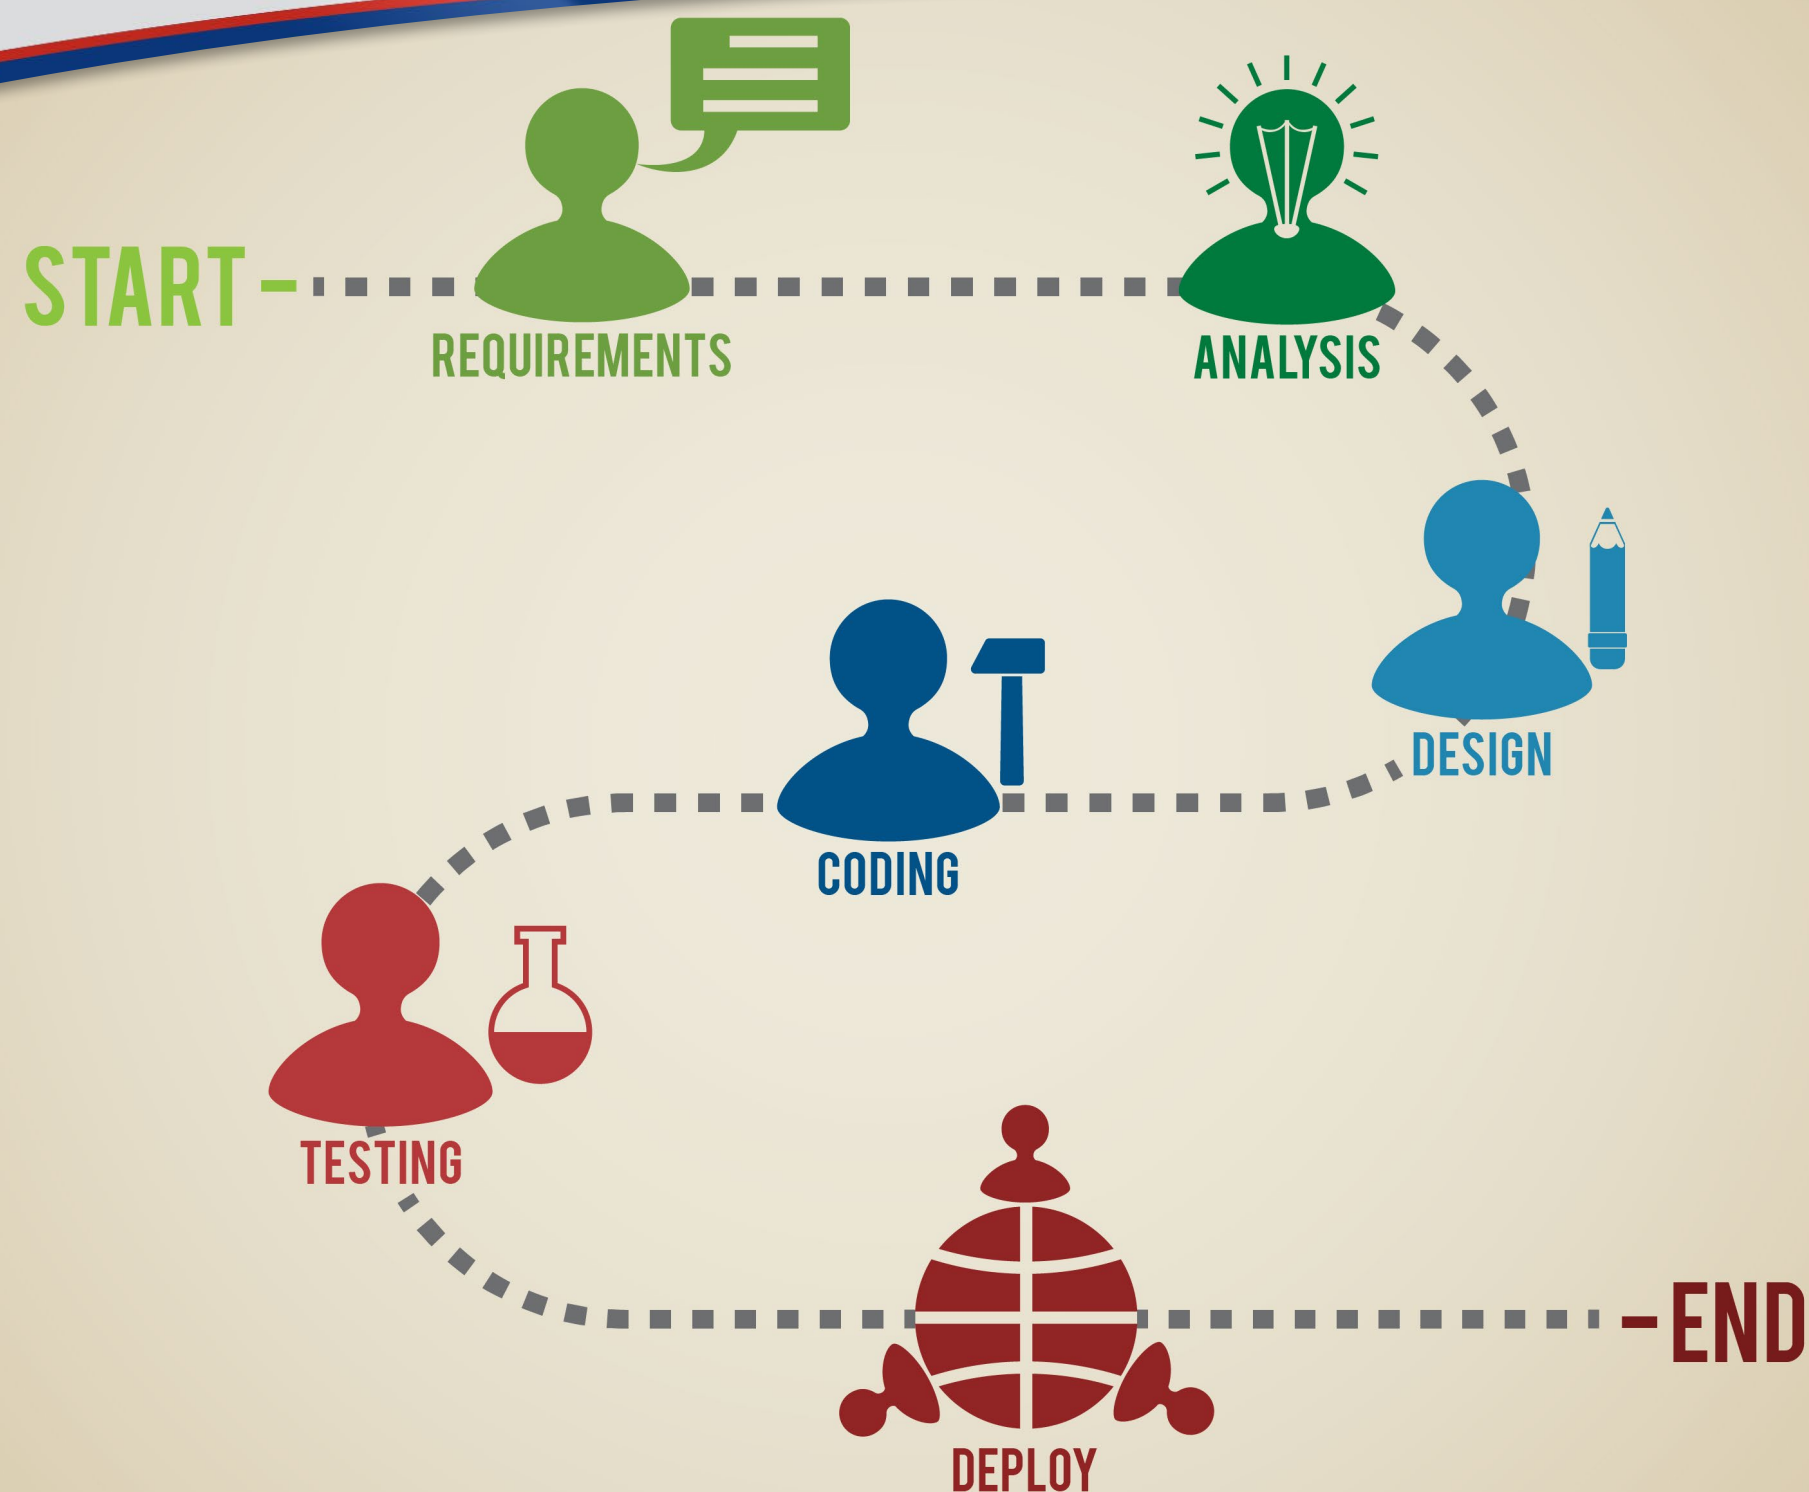 START
REQUIREMENTS
ANALYSIS
DESIGN
CODING
TESTING
DEPLOY
END